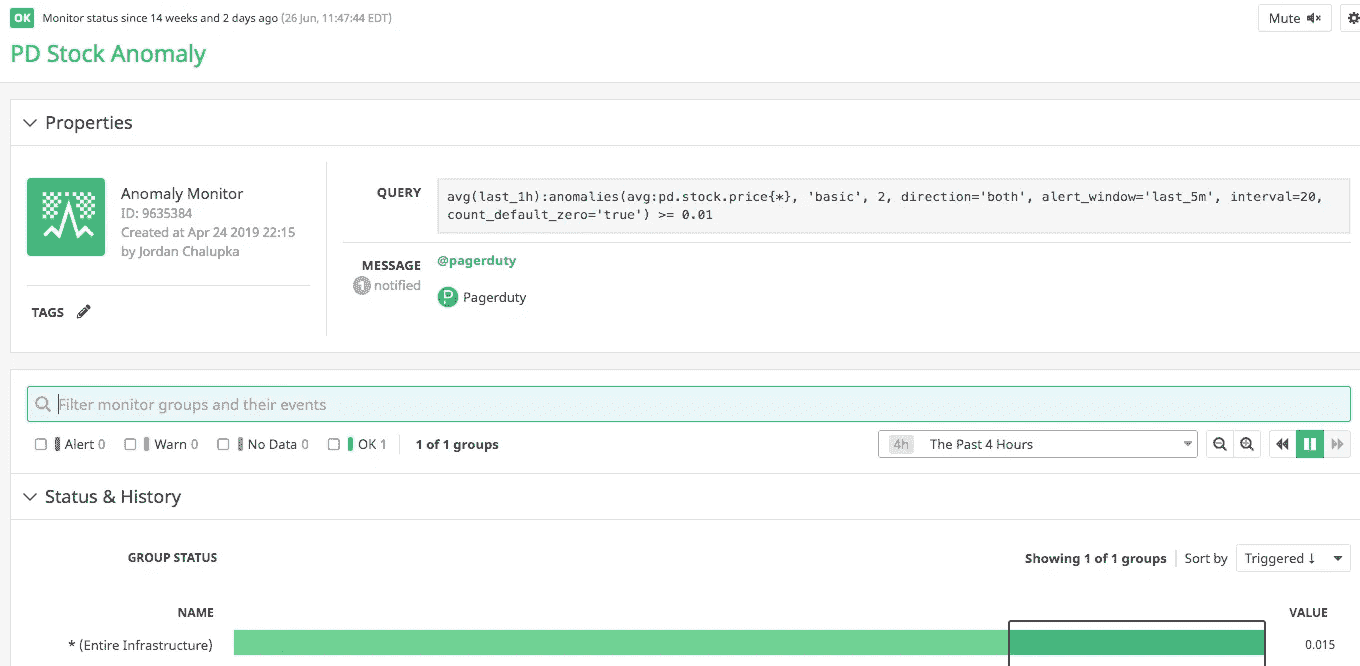 OK Monitor status since 14 weeks and 2 days ago (26 Jun, 11:47:44 EDT)
Mute
PD Stock Anomaly
Properties
Anomaly Monitor
ID: 9635384
Created at Apr 24 2019 22:15
by Jordan Chalupka
TAGS
QUERY
avg(last_1h):anomalies(avg:pd.stock.price{*}, 'basic', 2, direction='both', alert_window='last_5m', interval=20,
count_default_zero='true') >= 0.01
MESSAGE
1 notified
@pagerduty
P Pagerduty
Filter monitor groups and their events
Alert 0 Warn 0 No Data 0 OK 1 1 of 1 groups
4h The Past 4 Hours
Status & History
GROUP STATUS
Showing 1 of 1 groups Sort by Triggered ↓
NAME VALUE
* (Entire Infrastructure) 0.015